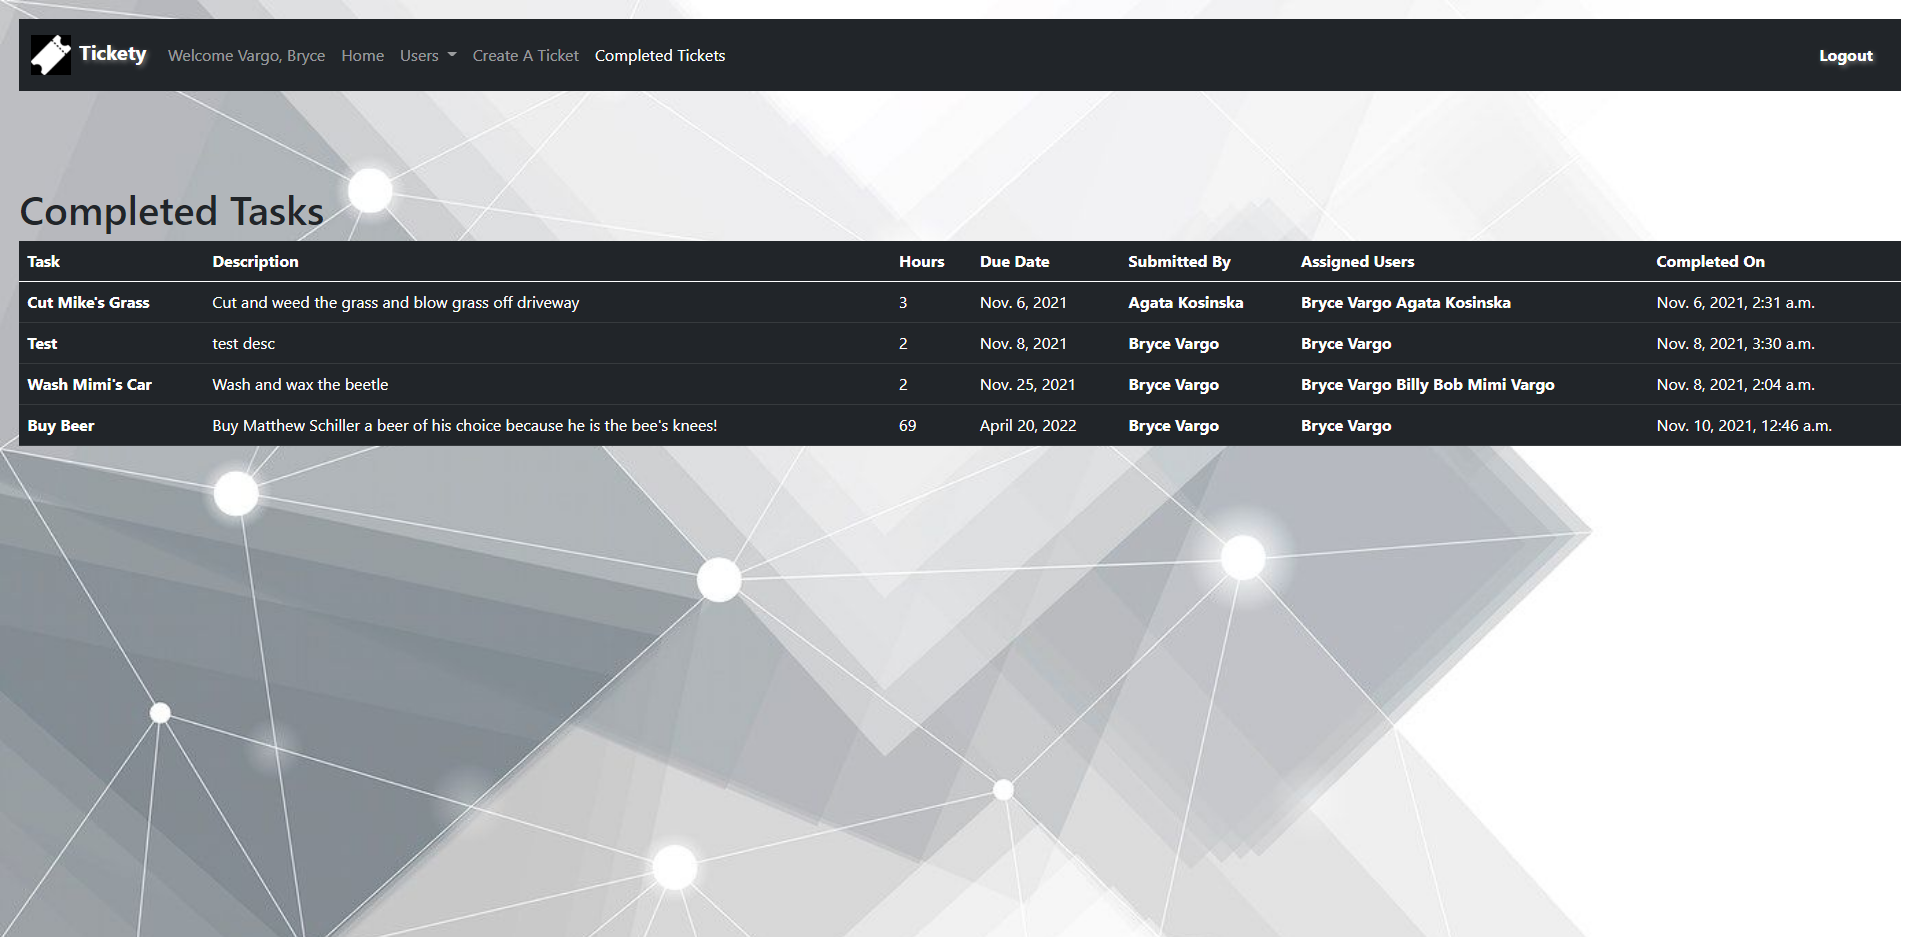 Tickety Welcome Vargo, Bryce Home Users Create A Ticket Completed Tickets Logout
Completed Tasks
Task Description Hours Due Date Submitted By Assigned Users Completed On
Cut Mike's Grass Cut and weed the grass and blow grass off driveway 3 Nov. 6, 2021 Agata Kosinska Bryce Vargo Agata Kosinska Nov. 6, 2021, 2:31 a.m.
Test test desc 2 Nov. 8, 2021 Bryce Vargo Bryce Vargo Nov. 8, 2021, 3:30 a.m.
Wash Mimi's Car Wash and wax the beetle 2 Nov. 25, 2021 Bryce Vargo Bryce Vargo Billy Bob Mimi Vargo Nov. 8, 2021, 2:04 a.m.
Buy Beer Buy Matthew Schiller a beer of his choice because he is the bee's knees! 69 April 20, 2022 Bryce Vargo Bryce Vargo Nov. 10, 2021, 12:46 a.m.